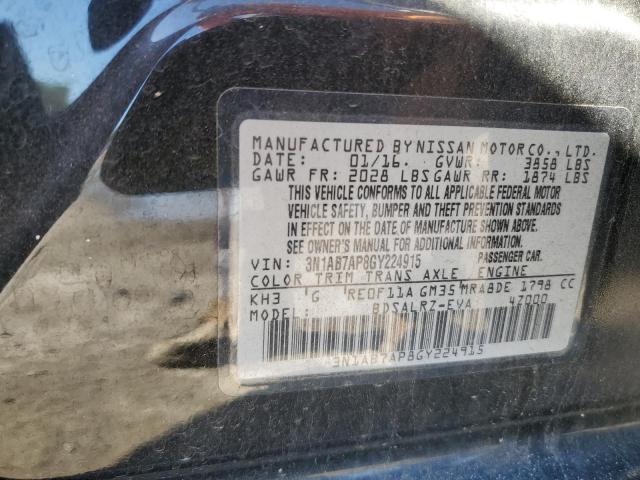 MANUFACTURED BY NISSAN MOTOR CO., LTD.
DATE: 01/16. GVWR: 3858 LBS
GAWR FR: 2028 LBS GAWR RR: 1874 LBS
THIS VEHICLE CONFORMS TO ALL APPLICABLE FEDERAL MOTOR
VEHICLE SAFETY, BUMPER AND THEFT PREVENTION STANDARDS
IN EFFECT ON THE DATE OF MANUFACTURE SHOWN ABOVE.
SEE OWNER'S MANUAL FOR ADDITIONAL INFORMATION.
VIN: 3N1AB7AP8GY224915 PASSENGER CAR.
COLOR TRIM TRANS AXLE ENGINE
KH3 'G 'RE0F11A GM35'MRA8DE 1798 CC
MODEL: BDSALRZ-EYA 47000
3N1AB7AP8GY224915